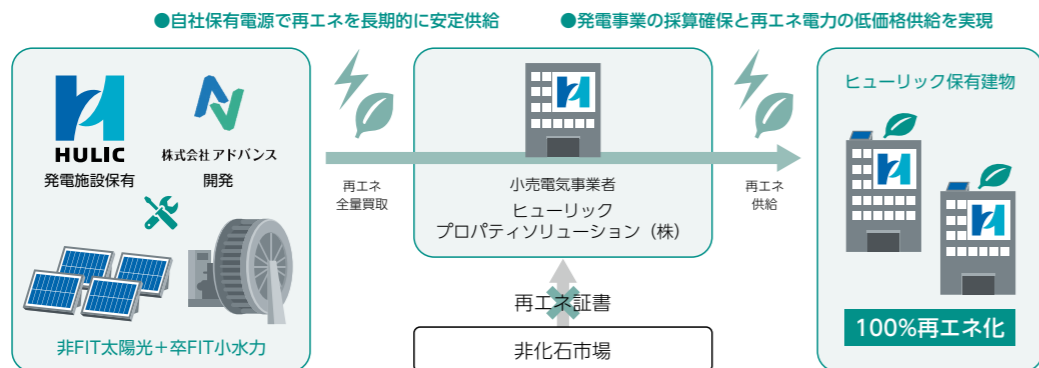 ●自社保有電源で再エネを長期的に安定供給
●発電事業の採算確保と再エネ電力の低価格供給を実現
HULIC
発電施設保有
株式会社アドバンス
開発
非FIT太陽光＋卒FIT小水力
再エネ
全量買取
小売電気事業者
ヒューリック
プロパティソリューション（株）
再エネ
供給
再エネ証書
非化石市場
ヒューリック保有建物
100%再エネ化